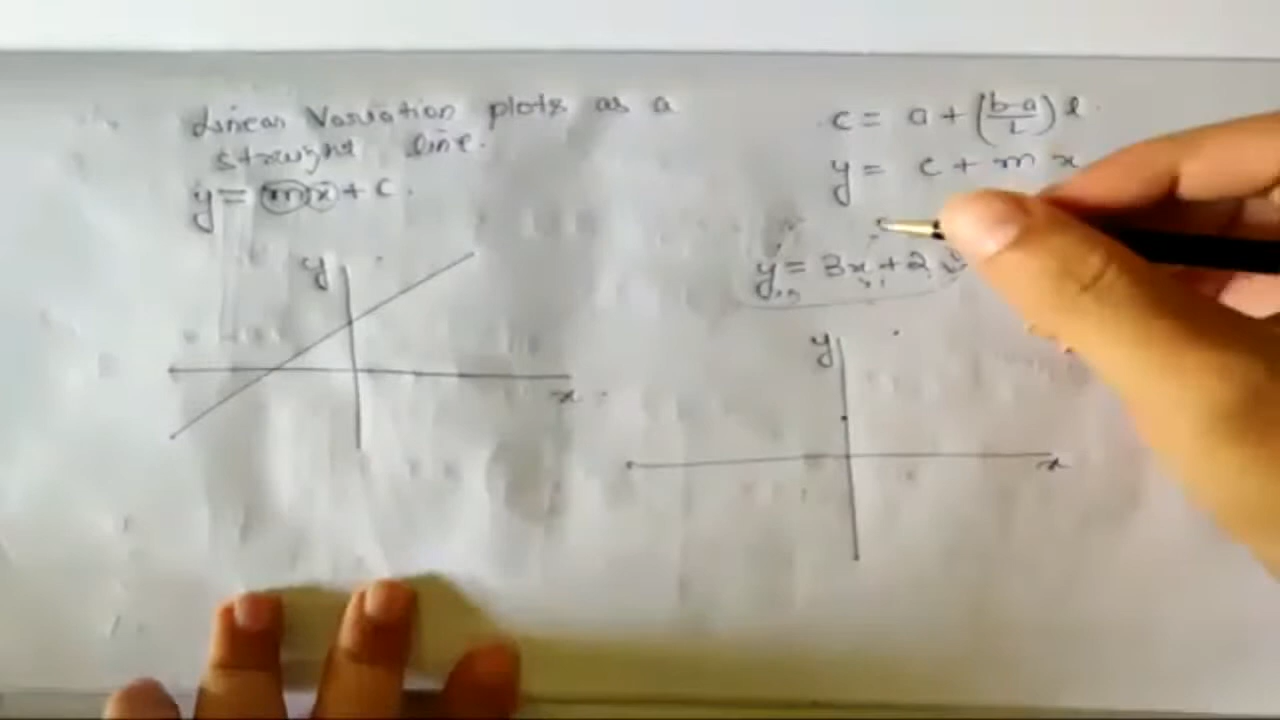 Linear Variation plots as a
straight line.
y = mx + c.
y
x
c = a + (b-a/L) l
y = c + m x
y = 3x + 2
y
x